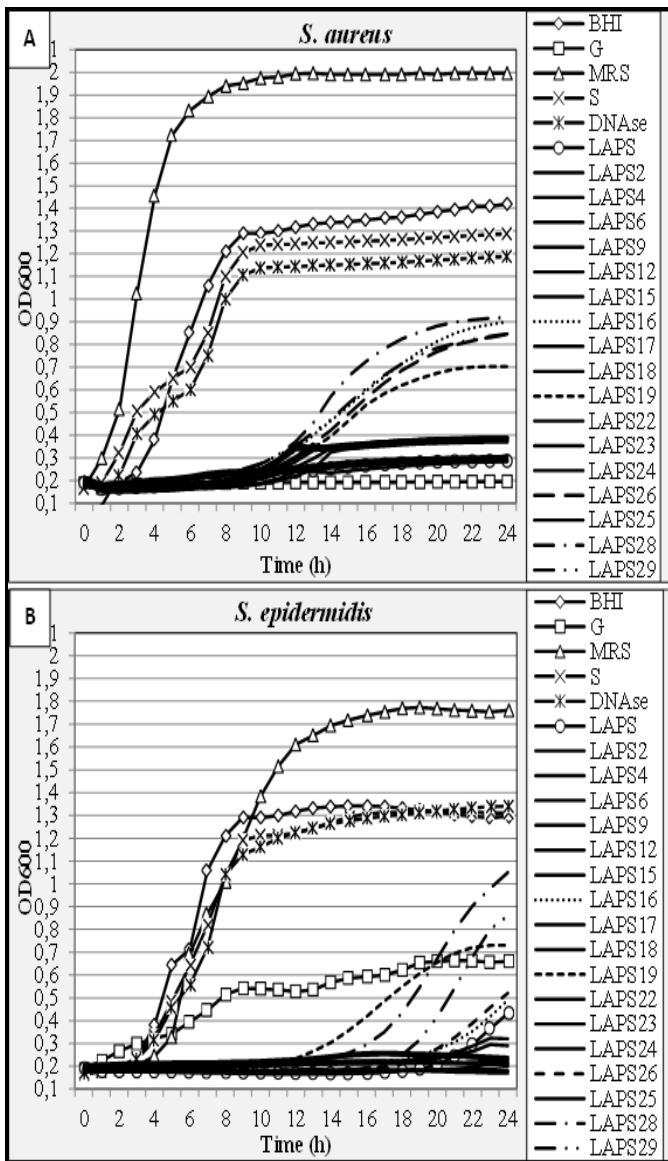 A
S. aureus
OD600
1
2
1,9
1,8
1,7
1,6
1,5
1,4
1,3
1,2
1,1
1
0,9
0,8
0,7
0,6
0,5
0,4
0,3
0,2
0,1
0 2 4 6 8 10 12 14 16 18 20 22 24
Time (h)
BHI
G
MRS
S
DNAse
LAPS
LAPS2
LAPS4
LAPS6
LAPS9
LAPS12
LAPS15
LAPS16
LAPS17
LAPS18
LAPS19
LAPS22
LAPS23
LAPS24
LAPS26
LAPS25
LAPS28
LAPS29
B
S. epidermidis
OD600
1
2
1,9
1,8
1,7
1,6
1,5
1,4
1,3
1,2
1,1
1
0,9
0,8
0,7
0,6
0,5
0,4
0,3
0,2
0,1
0 2 4 6 8 10 12 14 16 18 20 22 24
Time (h)
BHI
G
MRS
S
DNAse
LAPS
LAPS2
LAPS4
LAPS6
LAPS9
LAPS12
LAPS15
LAPS16
LAPS17
LAPS18
LAPS19
LAPS22
LAPS23
LAPS24
LAPS26
LAPS25
LAPS28
LAPS29